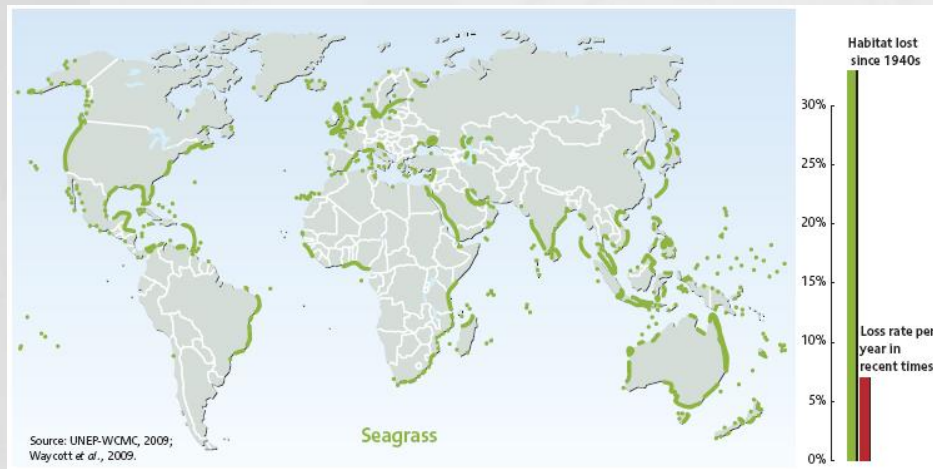 Habitat lost
since 1940s
30%
25%
20%
15%
10%
Loss rate per
year in
recent times
5%
0%
Seagrass
Source: UNEP-WCMC, 2009;
Waycott et al., 2009.